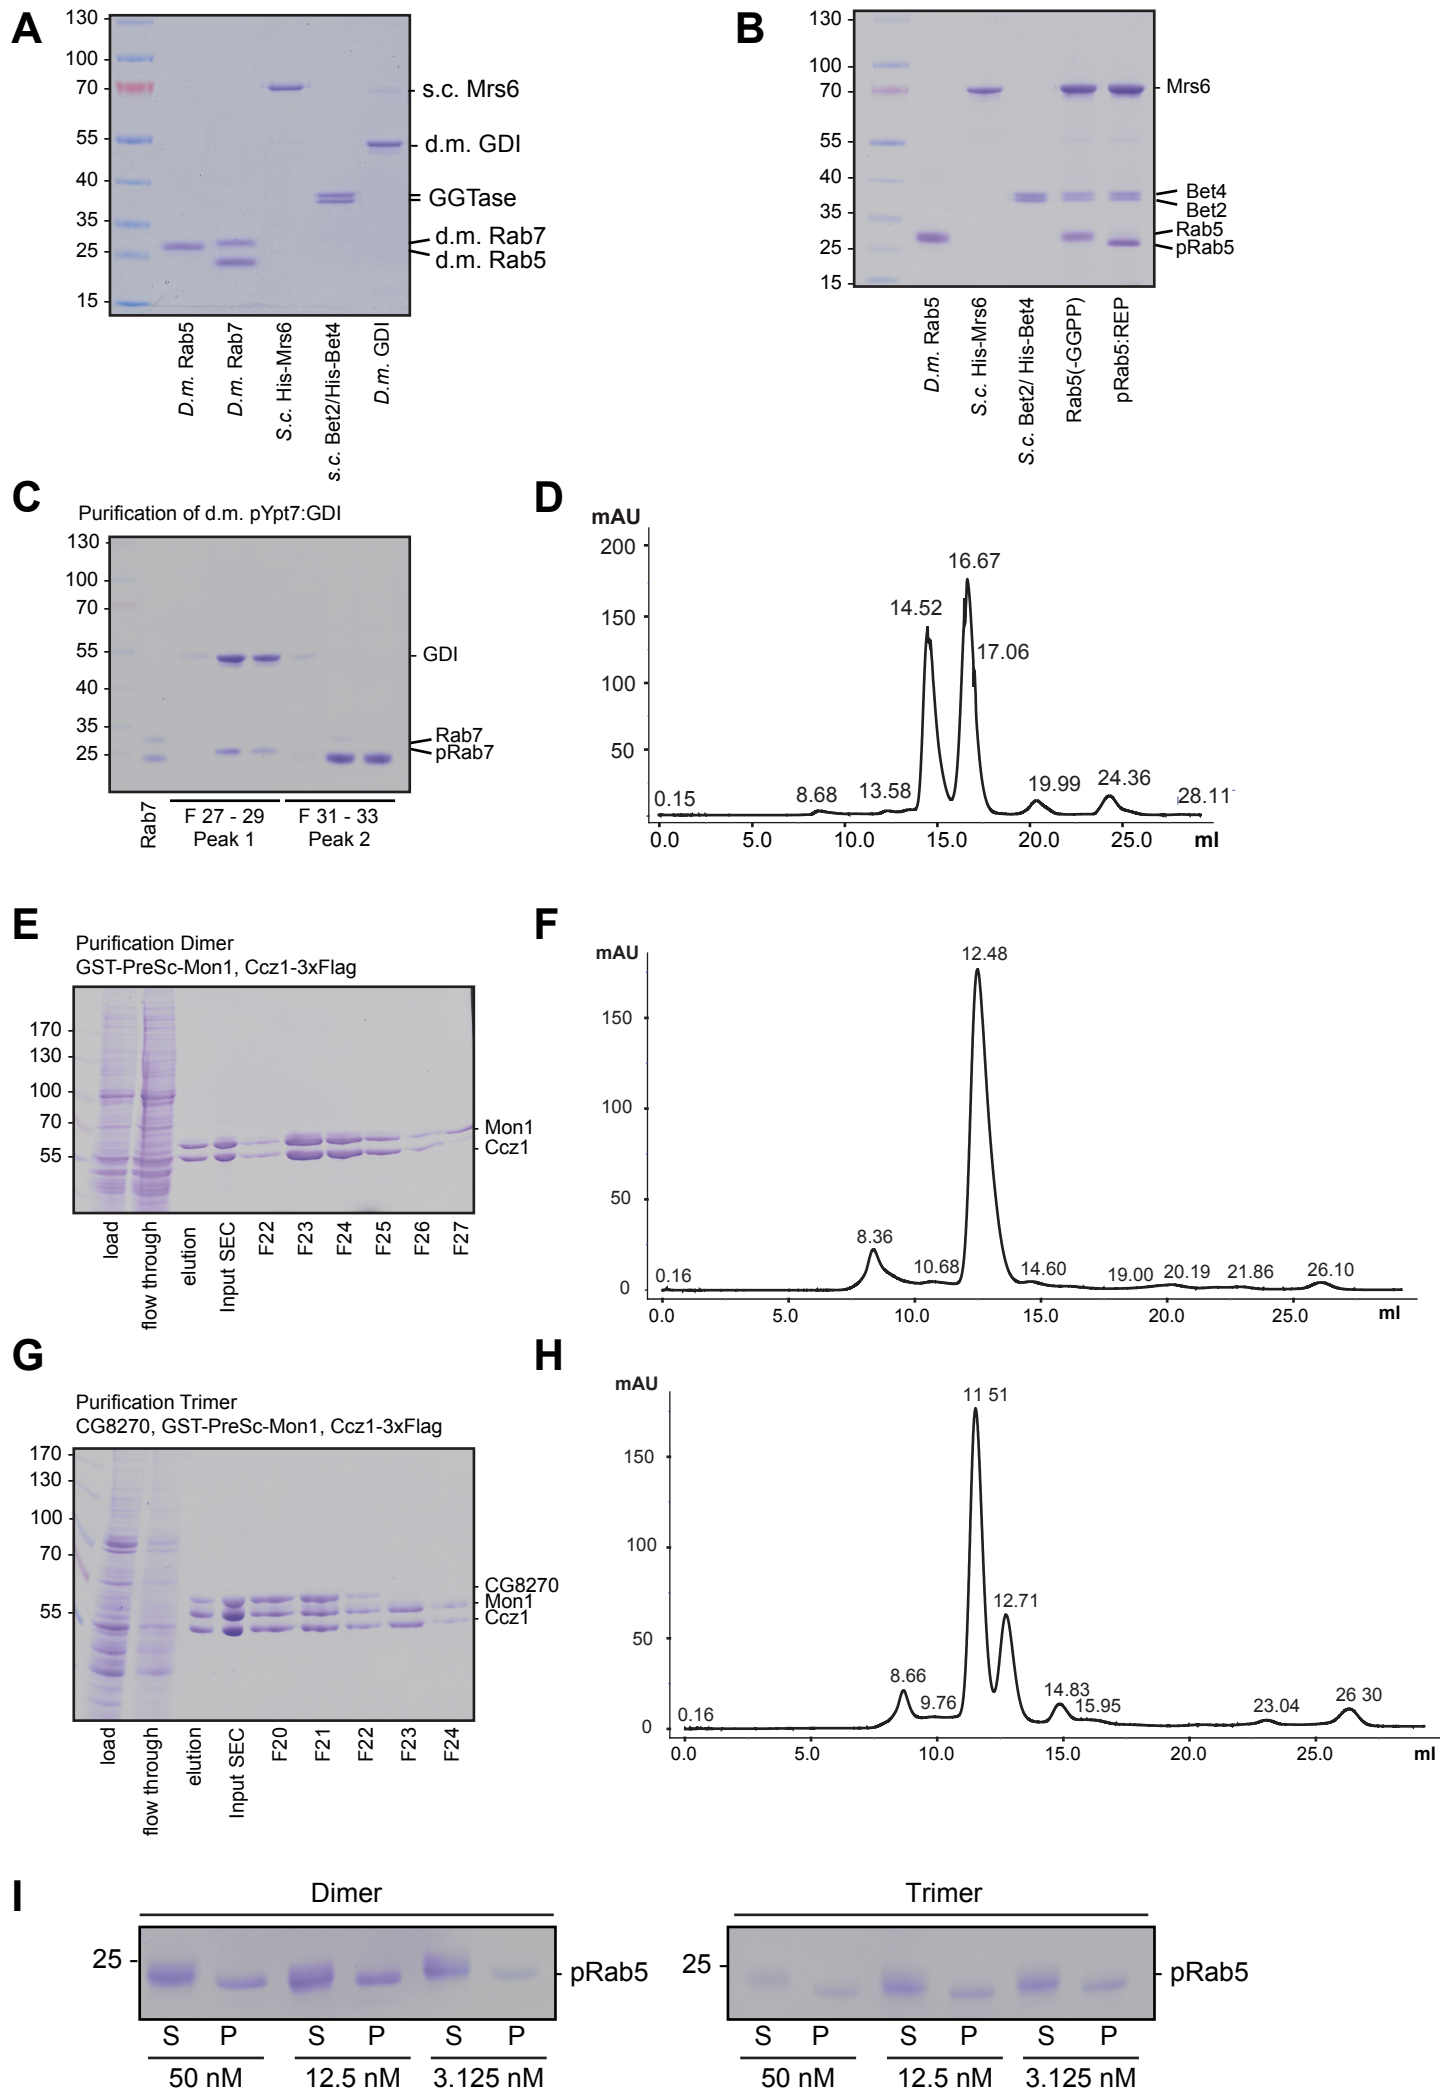 A
130
100
70
55
40
35
25
15
s.c. Mrs6
d.m. GDI
GGTase
d.m. Rab7
d.m. Rab5
D.m. Rab5
D.m. Rab7
S.c. His-Mrs6
s.c. Bet2/His-Bet4
D.m. GDI
B
130
100
70
55
40
35
25
15
Mrs6
Bet4
Bet2
Rab5
pRab5
D.m. Rab5
S.c. His-Mrs6
S.c. Bet2/ His-Bet4
Rab5(-GGPP)
pRab5:REP
C
Purification of d.m. pYpt7:GDI
130
100
70
55
40
35
25
GDI
Rab7
pRab7
Rab7
F 27 - 29
Peak 1
F 31 - 33
Peak 2
D
mAU
200
150
100
50
0.15
8.68
13.58
14.52
16.67
17.06
19.99
24.36
28.11
0.0
5.0
10.0
15.0
20.0
25.0
ml
E
Purification Dimer
GST-PreSc-Mon1, Ccz1-3xFlag
170
130
100
70
55
Mon1
Ccz1
load
flow through
elution
Input SEC
F22
F23
F24
F25
F26
F27
F
mAU
150
100
50
0
0.16
8.36
10.68
12.48
14.60
19.00
20.19
21.86
26.10
0.0
5.0
10.0
15.0
20.0
25.0
ml
G
Purification Trimer
CG8270, GST-PreSc-Mon1, Ccz1-3xFlag
170
130
100
70
55
CG8270
Mon1
Ccz1
load
flow through
elution
Input SEC
F20
F21
F22
F23
F24
H
mAU
150
100
50
0
0.16
8.66
9.76
11 51
12.71
14.83
15.95
23.04
26 30
0.0
5.0
10.0
15.0
20.0
25.0
ml
I
Dimer
25
pRab5
S P S P S P
50 nM 12.5 nM 3.125 nM
Trimer
25
pRab5
S P S P S P
50 nM 12.5 nM 3.125 nM